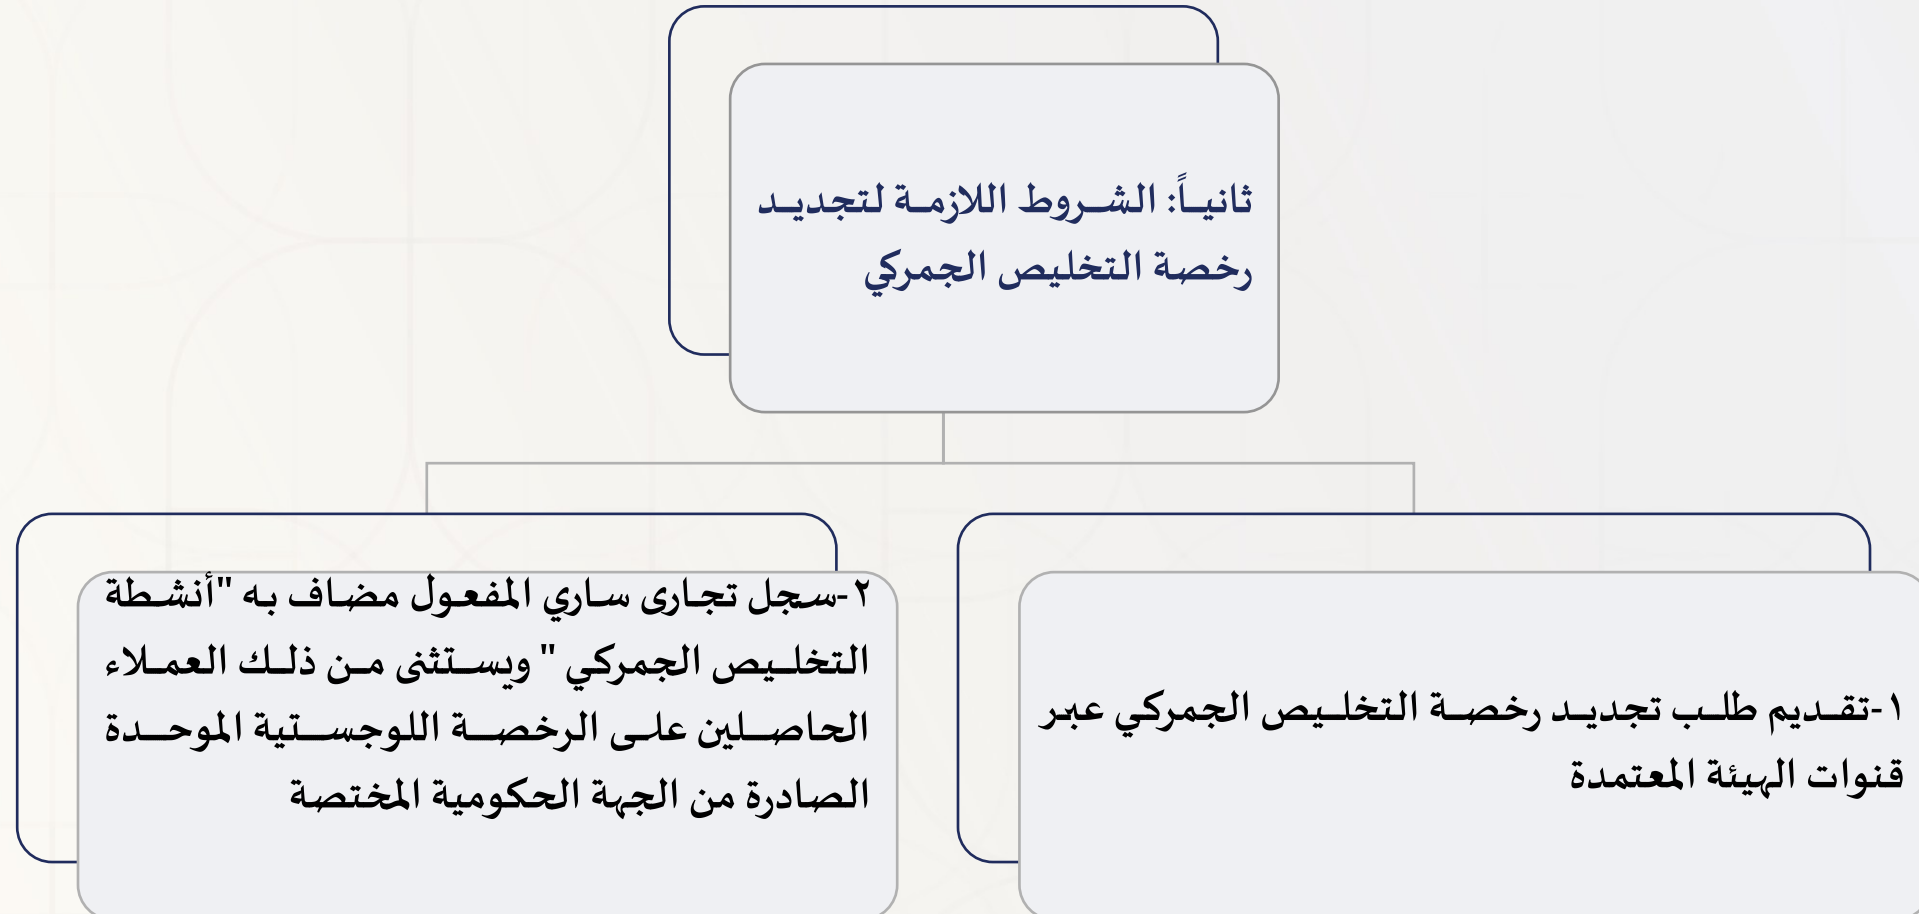 ثانياً: الشروط اللازمة لتجديد
رخصة التخليص الجمركي
١-تقديم طلب تجديد رخصة التخليص الجمركي عبر
قنوات الهيئة المعتمدة
٢-سجل تجارى ساري المفعول مضاف به "أنشطة
التخليص الجمركي " ويستثنى من ذلك العملاء
الحاصلين على الرخصة اللوجستية الموحدة
الصادرة من الجهة الحكومية المختصة